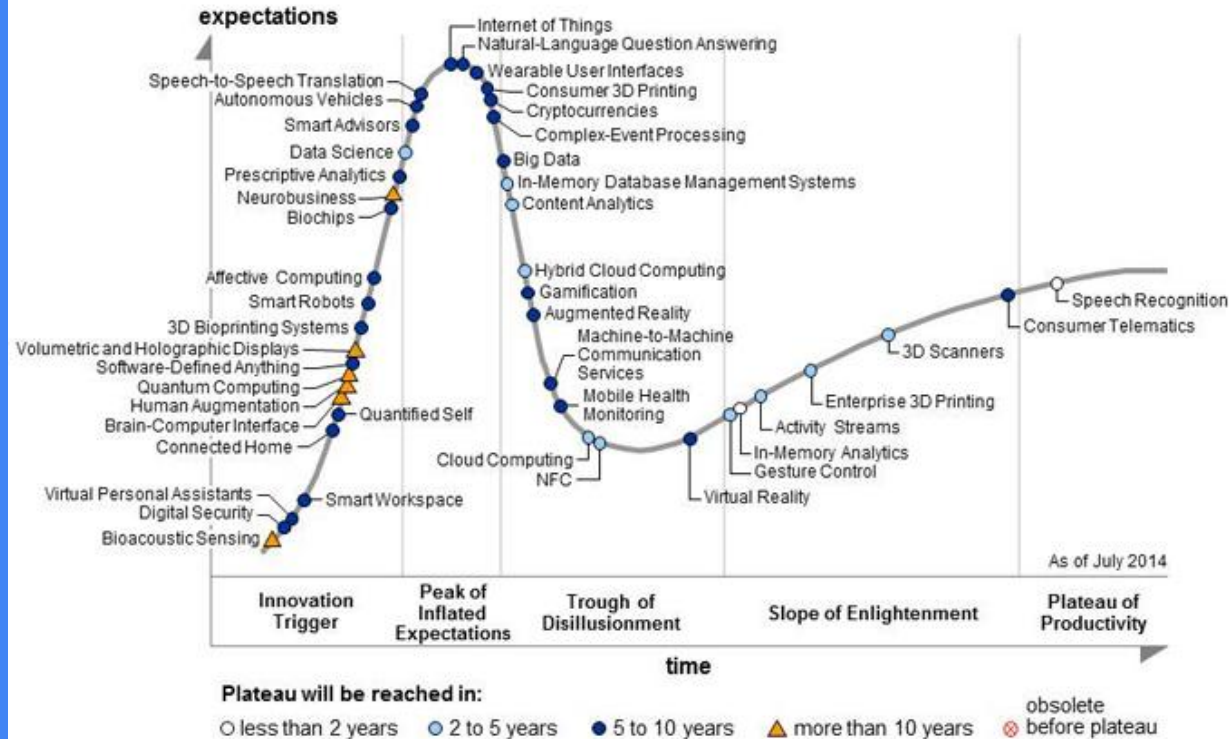 expectations
Internet of Things
Natural-Language Question Answering
Wearable User Interfaces
Consumer 3D Printing
Cryptocurrencies
Complex-Event Processing
Speech-to-Speech Translation
Autonomous Vehicles
Smart Advisors
Data Science
Prescriptive Analytics
Neurobusiness
Biochips
Big Data
In-Memory Database Management Systems
Content Analytics
Affective Computing
Smart Robots
3D Bioprinting Systems
Volumetric and Holographic Displays
Software-Defined Anything
Quantum Computing
Human Augmentation
Brain-Computer Interface
Connected Home
Quantified Self
Hybrid Cloud Computing
Gamification
Augmented Reality
Machine-to-Machine
Communication
Services
Mobile Health
Monitoring
Virtual Personal Assistants
Digital Security
Bioacoustic Sensing
Smart Workspace
Cloud Computing
NFC
Virtual Reality
Gesture Control
In-Memory Analytics
Activity Streams
Enterprise 3D Printing
3D Scanners
Consumer Telematics
Speech Recognition
As of July 2014
Innovation
Trigger
Peak of
Inflated
Expectations
Trough of
Disillusionment
Slope of Enlightenment
Plateau of
Productivity
time
Plateau will be reached in:
less than 2 years
2 to 5 years
5 to 10 years
more than 10 years
obsolete
before plateau